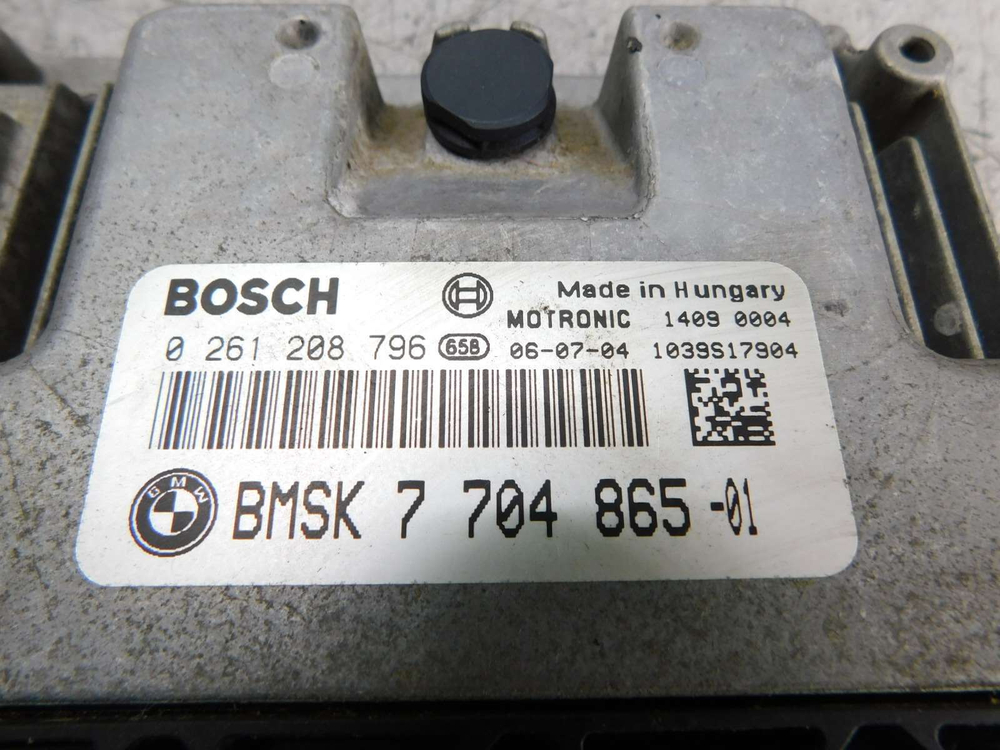 BOSCH
Made in Hungary
MOTRONIC 1409 0004
0 261 208 796 65B 06-07-04 1039S17904
BMW
BMSK 7 704 865-01